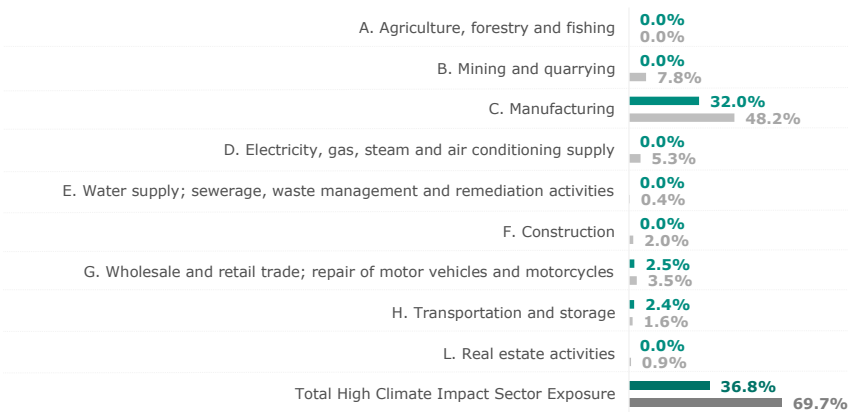 A. Agriculture, forestry and fishing
0.0%
0.0%
B. Mining and quarrying
0.0%
7.8%
C. Manufacturing
32.0%
48.2%
D. Electricity, gas, steam and air conditioning supply
0.0%
5.3%
E. Water supply; sewerage, waste management and remediation activities
0.0%
0.4%
F. Construction
0.0%
2.0%
G. Wholesale and retail trade; repair of motor vehicles and motorcycles
2.5%
3.5%
H. Transportation and storage
2.4%
1.6%
L. Real estate activities
0.0%
0.9%
Total High Climate Impact Sector Exposure
36.8%
69.7%